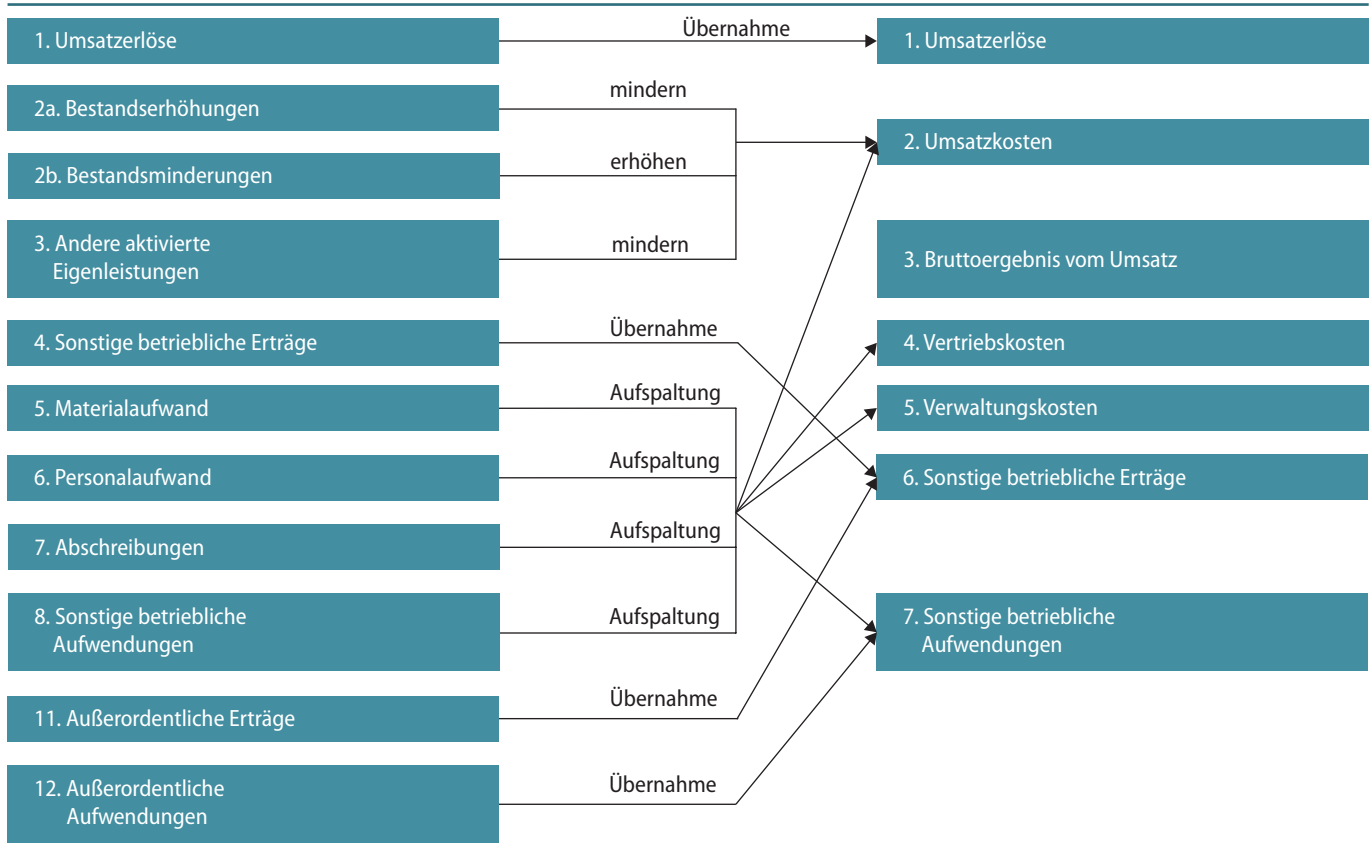 1. Umsatzerlöse
Übernahme
1. Umsatzerlöse
2a. Bestandserhöhungen
mindern
2. Umsatzkosten
2b. Bestandsminderungen
erhöhen
3. Andere aktivierte
Eigenleistungen
mindern
3. Bruttoergebnis vom Umsatz
4. Sonstige betriebliche Erträge
Übernahme
4. Vertriebskosten
5. Materialaufwand
Aufspaltung
5. Verwaltungskosten
6. Personalaufwand
Aufspaltung
6. Sonstige betriebliche Erträge
7. Abschreibungen
Aufspaltung
8. Sonstige betriebliche
Aufwendungen
Aufspaltung
7. Sonstige betriebliche
Aufwendungen
11. Außerordentliche Erträge
Übernahme
12. Außerordentliche
Aufwendungen
Übernahme